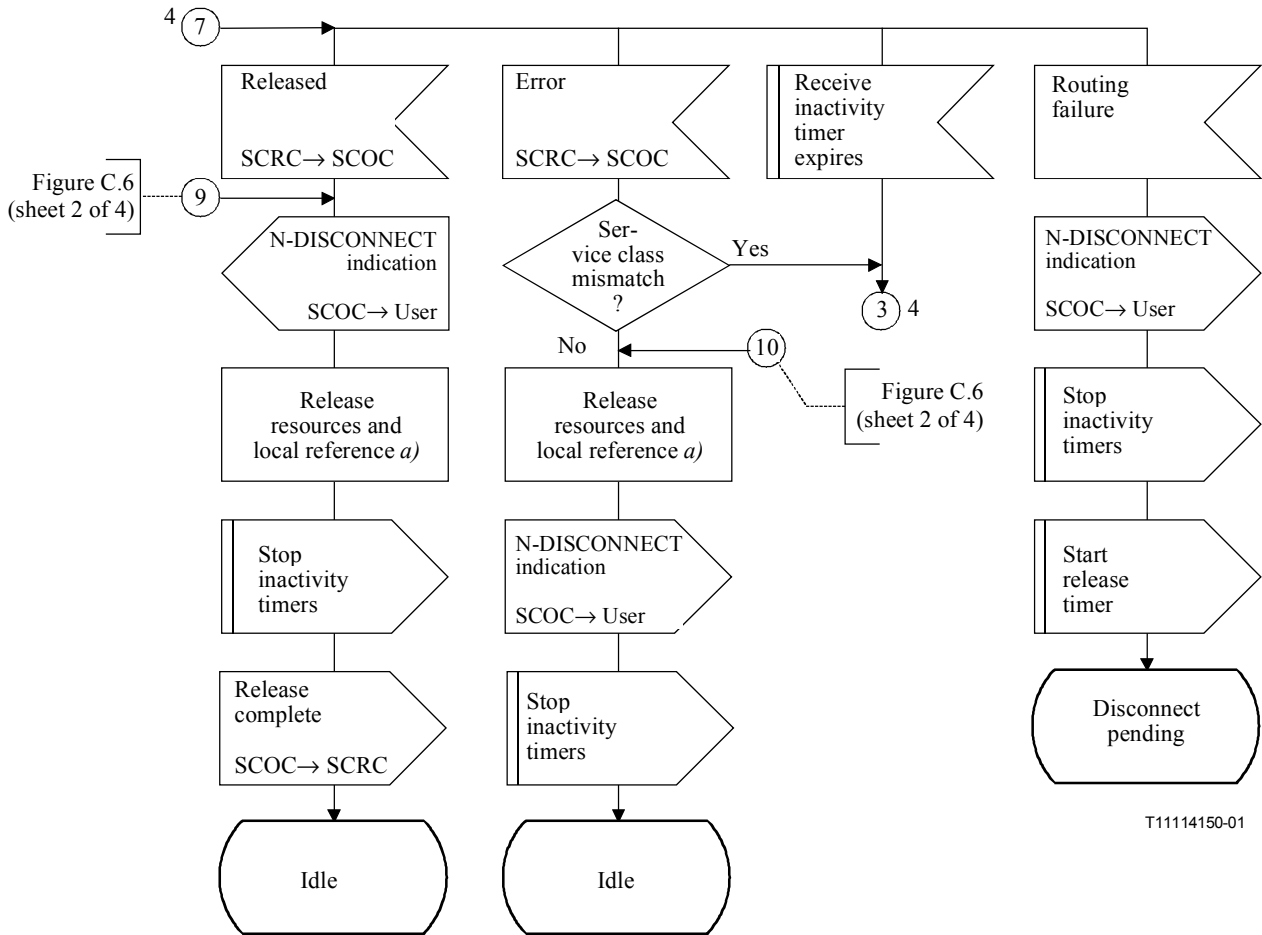 4
7
Released
SCRC→ SCOC
Error
SCRC→ SCOC
Receive
inactivity
timer
expires
Routing
failure
Figure C.6
(sheet 2 of 4)
9
N-DISCONNECT
indication
SCOC→ User
Ser-
vice class
mismatch
?
Yes
No
3
4
10
Figure C.6
(sheet 2 of 4)
N-DISCONNECT
indication
SCOC→ User
Release
resources and
local reference a)
Release
resources and
local reference a)
Stop
inactivity
timers
Stop
inactivity
timers
N-DISCONNECT
indication
SCOC→ User
Start
release
timer
Release
complete
SCOC→ SCRC
Stop
inactivity
timers
Disconnect
pending
Idle
Idle
T11114150-01